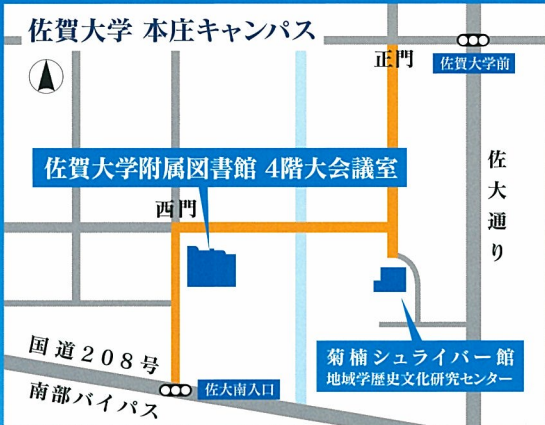 佐賀大学 本庄キャンパス
正門
佐賀大学前
佐賀大学附属図書館 4階大会議室
西門
佐大通り
菊楠シュライバー館
地域学歴史文化研究センター
国道208号
南部バイパス
佐大南入口